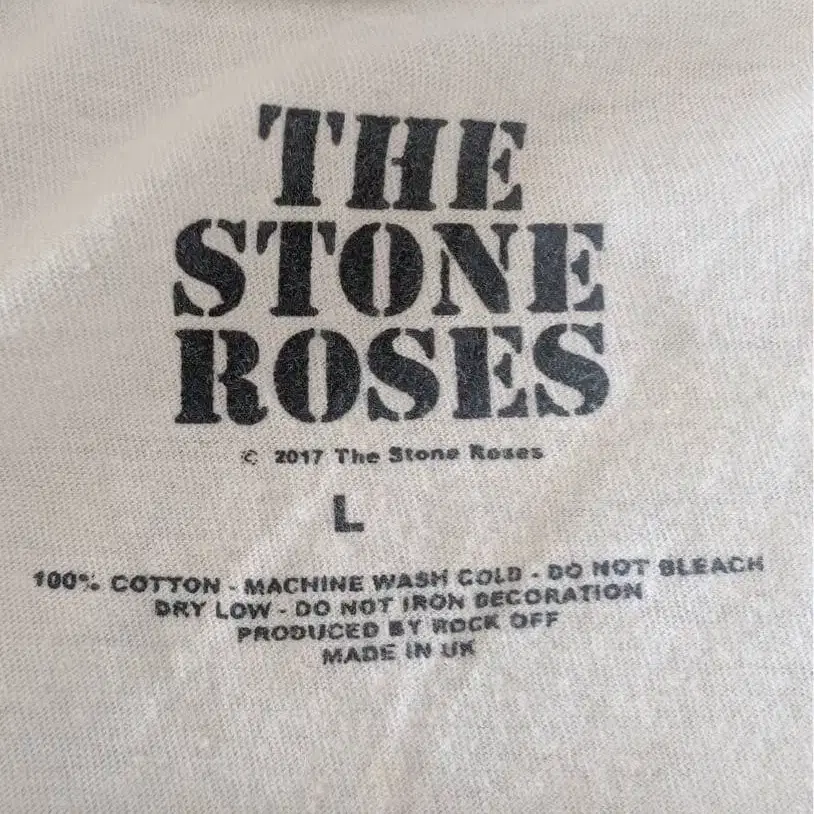 THE
STONE
ROSES
© 2017 The Stone Roses
L
100% COTTON - MACHINE WASH COLD - DO NOT BLEACH
DRY LOW - DO NOT IRON DECORATION
PRODUCED BY ROCK OFF
MADE IN UK